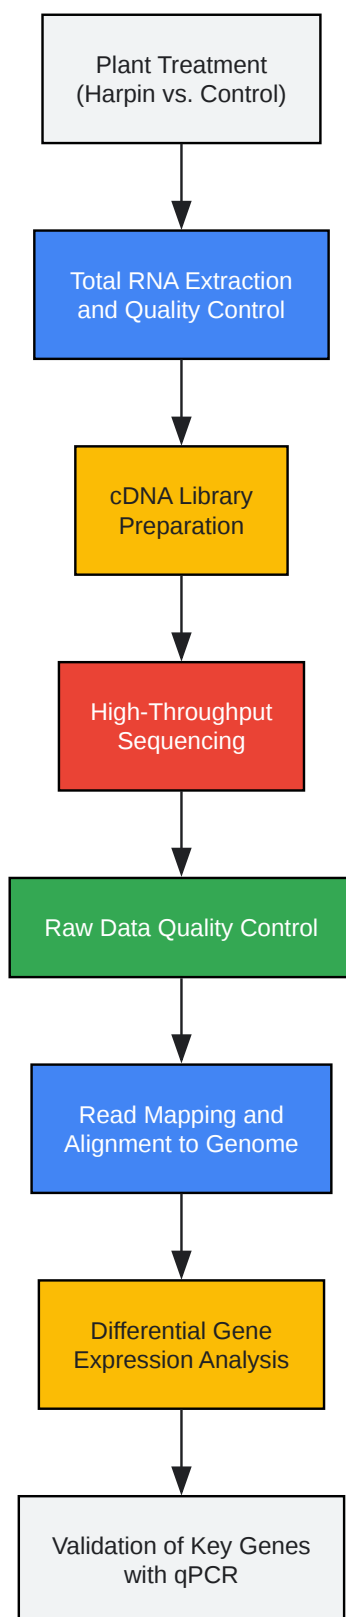 Plant Treatment
(Harpin vs. Control)
Total RNA Extraction
and Quality Control
cDNA Library
Preparation
High-Throughput
Sequencing
Raw Data Quality Control
Read Mapping and
Alignment to Genome
Differential Gene
Expression Analysis
Validation of Key Genes
with qPCR